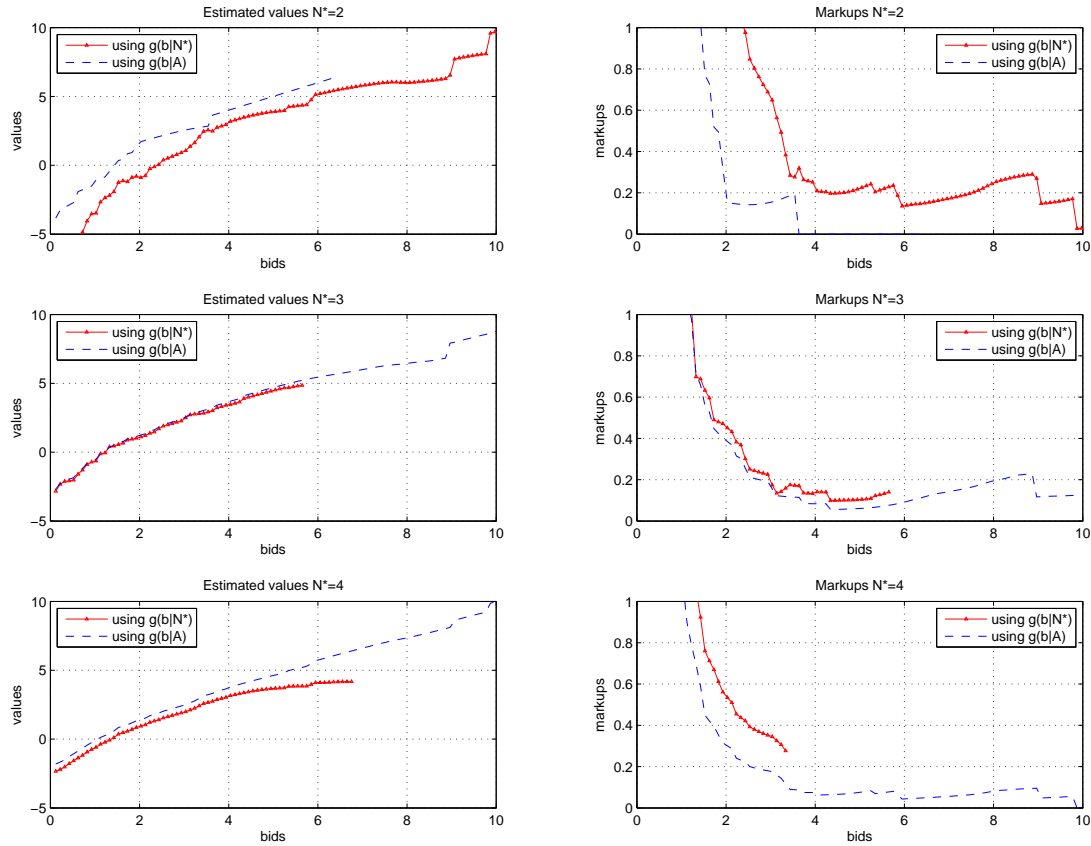 Estimated values N*=2
10
5
0
−5
0
2
4
6
8
10
values
bids
using g(b|N*)
using g(b|A)
Markups N*=2
1
0.8
0.6
0.4
0.2
0
0
2
4
6
8
10
markups
bids
using g(b|N*)
using g(b|A)
Estimated values N*=3
10
5
0
−5
0
2
4
6
8
10
values
bids
using g(b|N*)
using g(b|A)
Markups N*=3
1
0.8
0.6
0.4
0.2
0
0
2
4
6
8
10
markups
bids
using g(b|N*)
using g(b|A)
Estimated values N*=4
10
5
0
−5
0
2
4
6
8
10
values
bids
using g(b|N*)
using g(b|A)
Markups N*=4
1
0.8
0.6
0.4
0.2
0
0
2
4
6
8
10
markups
bids
using g(b|N*)
using g(b|A)